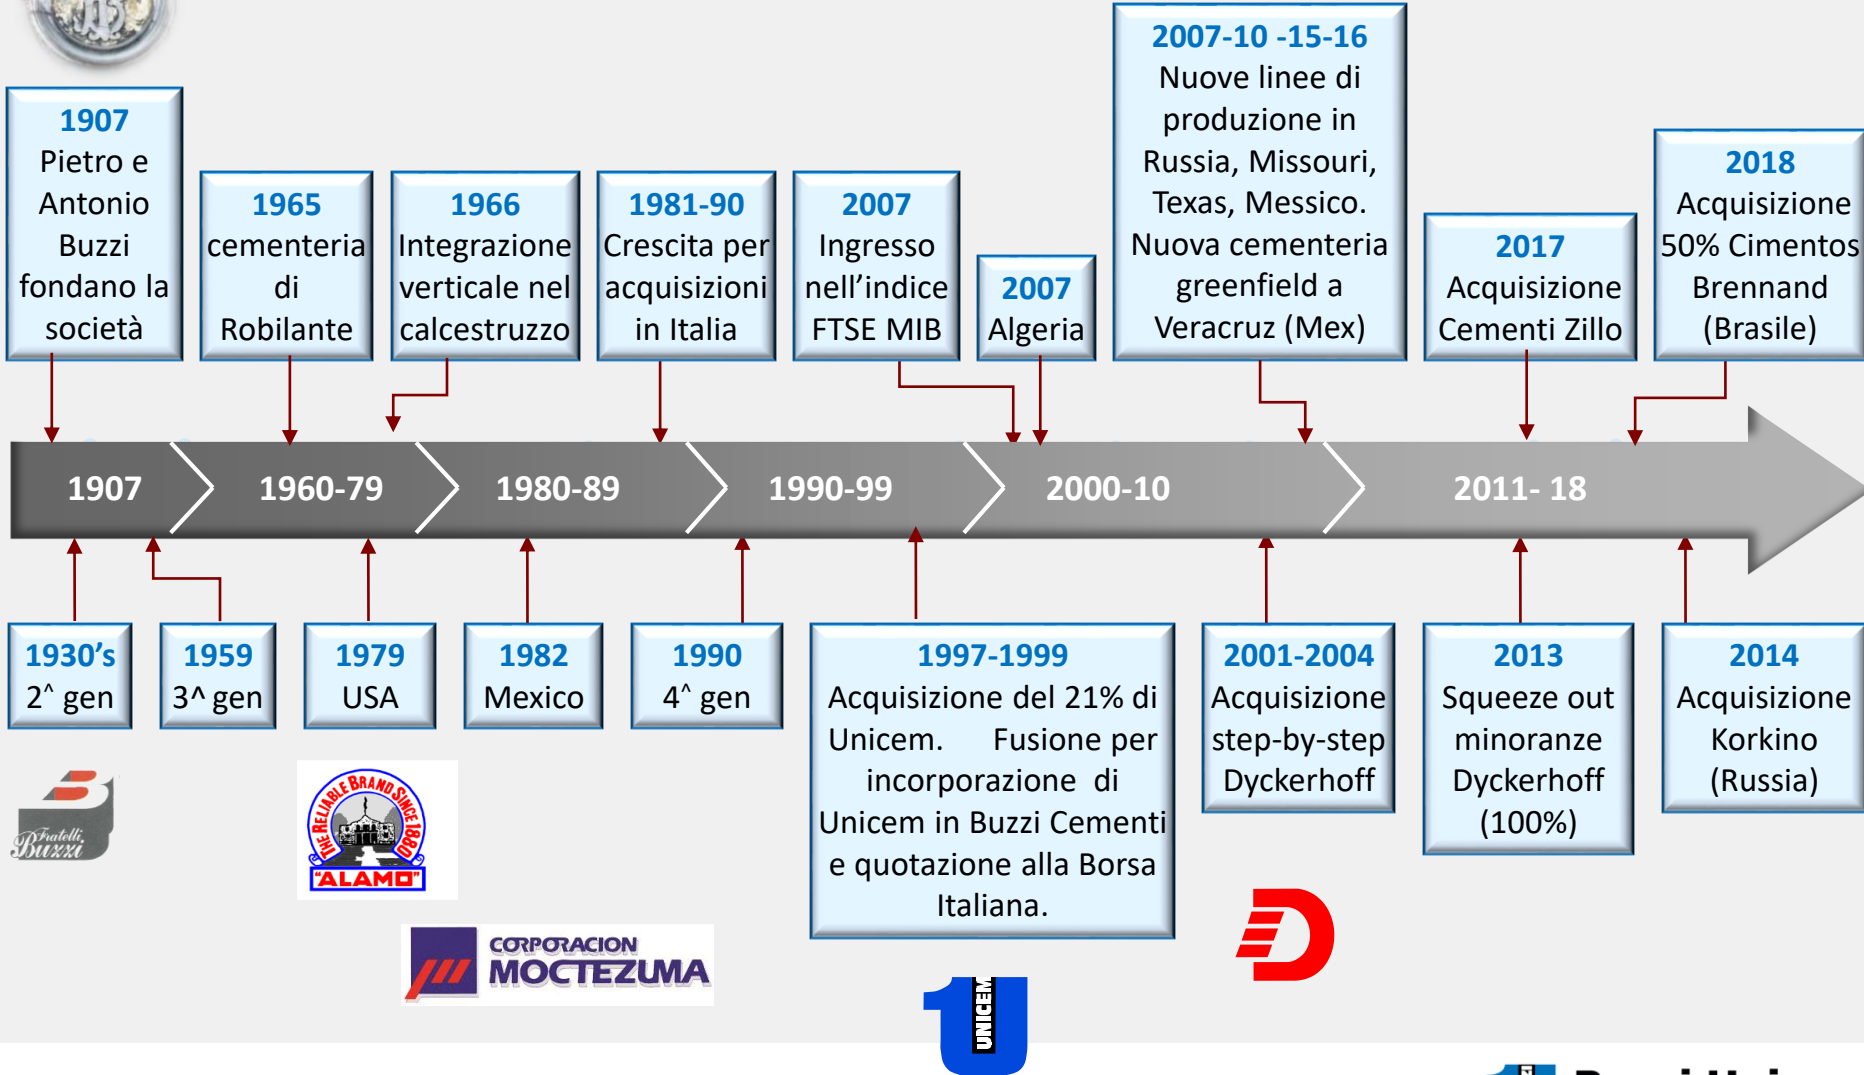 1907
Pietro e
Antonio
Buzzi
fondano la
società
1965
cementeria
di
Robilante
1966
Integrazione
verticale nel
calcestruzzo
1981-90
Crescita per
acquisizioni
in Italia
2007
Ingresso
nell’indice
FTSE MIB
2007
Algeria
2007-10 -15-16
Nuove linee di
produzione in
Russia, Missouri,
Texas, Messico.
Nuova cementeria
greenfield a
Veracruz (Mex)
2017
Acquisizione
Cementi Zillo
2018
Acquisizione
50% Cimentos
Brennand
(Brasile)
1907
1960-79
1980-89
1990-99
2000-10
2011- 18
1930’s
2^ gen
1959
3^ gen
1979
USA
1982
Mexico
1990
4^ gen
1997-1999
Acquisizione del 21% di
Unicem. Fusione per
incorporazione di
Unicem in Buzzi Cementi
e quotazione alla Borsa
Italiana.
2001-2004
Acquisizione
step-by-step
Dyckerhoff
2013
Squeeze out
minoranze
Dyckerhoff
(100%)
2014
Acquisizione
Korkino
(Russia)
Fratelli
Buzzi
THE RELIABLE BRAND SINCE 1880
"ALAMO"
CORPORACION
MOCTEZUMA
UNICEM